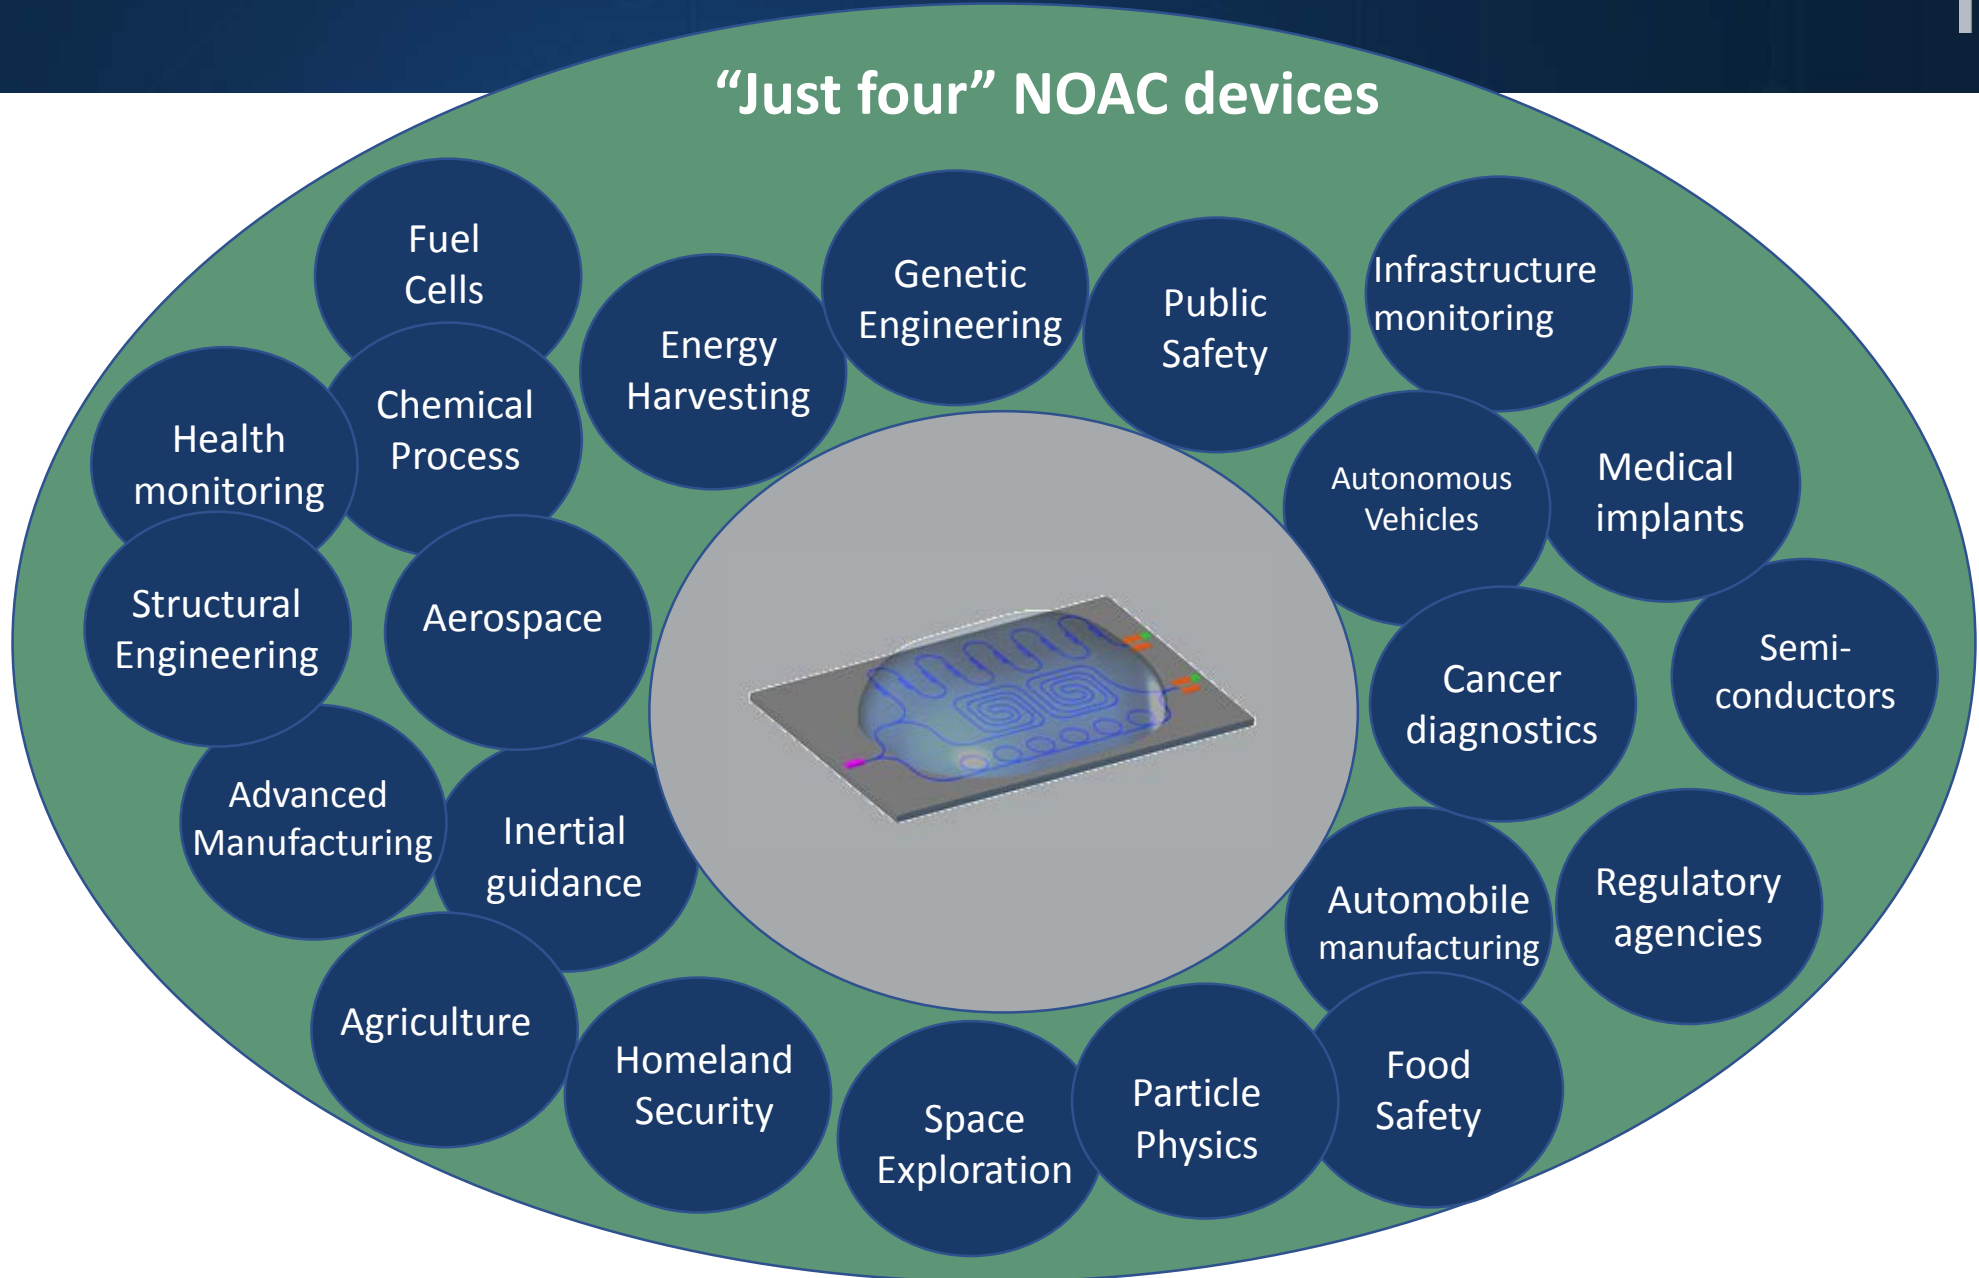 “Just four” NOAC devices
Fuel
Cells
Genetic
Engineering
Public
Safety
Infrastructure
monitoring
Energy
Harvesting
Chemical
Process
Health
monitoring
Autonomous
Vehicles
Medical
implants
Structural
Engineering
Aerospace
Cancer
diagnostics
Semi-
conductors
Advanced
Manufacturing
Inertial
guidance
Automobile
manufacturing
Regulatory
agencies
Agriculture
Homeland
Security
Space
Exploration
Particle
Physics
Food
Safety